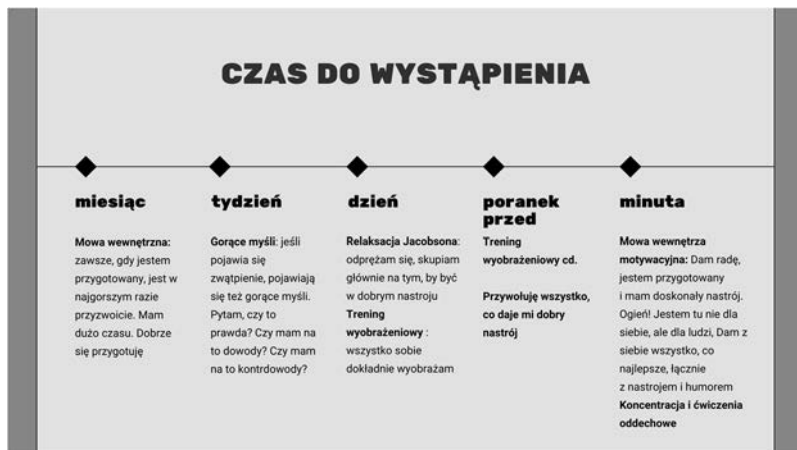 CZAS DO WYSTĄPIENIA
miesiąc
Mowa wewnętrzna:
zawsze, gdy jestem
przygotowany, jest w
najgorszym razie
przyzwoicie. Mam
dużo czasu. Dobrze
się przygotuję
tydzień
Gorące myśli: jeśli
pojawia się
zwątpienie, pojawiają
się też gorące myśli.
Pytam, czy to
prawda? Czy mam na
to dowody? Czy mam
na to kontrdowody?
dzień
Relaksacja Jacobsona:
odprężam się, skupiam
głównie na tym, by być
w dobrym nastroju
Trening
wyobrażeniowy :
wszystko sobie
dokładnie wyobrażam
poranek
przed
Trening
wyobrażeniowy cd.
Przywołuję wszystko,
co daje mi dobry
nastrój
minuta
Mowa wewnętrza
motywacyjna: Dam radę,
jestem przygotowany
i mam doskonały nastrój.
Ogień! Jestem tu nie dla
siebie, ale dla ludzi, Dam z
siebie wszystko, co
najlepsze, łącznie
z nastrojem i humorem
Koncentracja i ćwiczenia
oddechowe